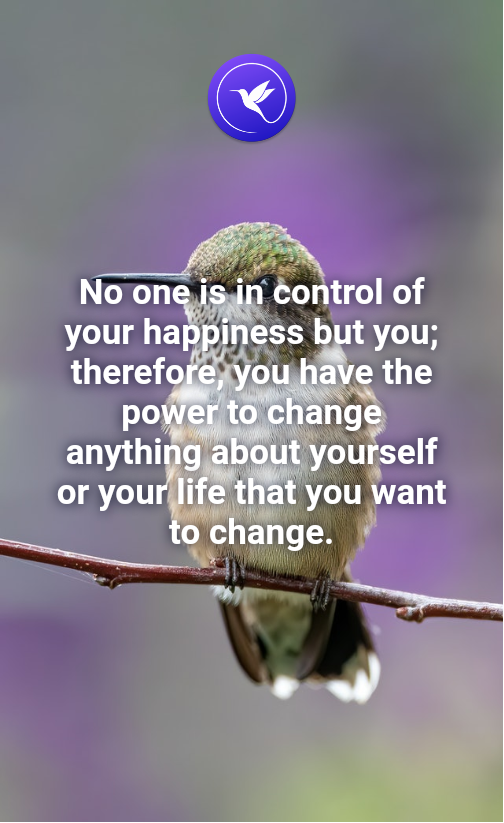 No one is in control of
your happiness but you;
therefore, you have the
power to change
anything about yourself
or your life that you want
to change.